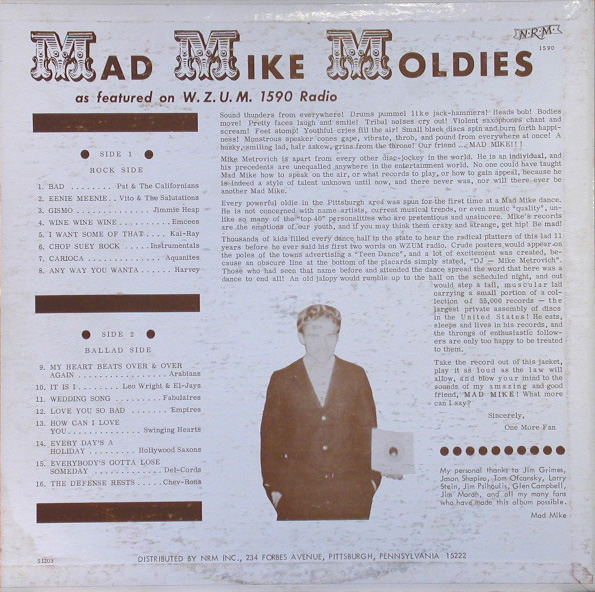 MAD MIKE MOLDIES
N·R·M·
1590
as featured on W.Z.U.M. 1590 Radio
SIDE 1
ROCK SIDE
1. BAD ........ Pat & The Californians
2. EENIE MEENIE . Vito & The Salutations
3. GISMO ............... Jimmie Heap
4. WINE WINE WINE ......... Emcees
5. I WANT SOME OF THAT .... Kai-Ray
6. CHOP SUEY ROCK .... Instrumentals
7. CARIOCA .............. Aquanites
8. ANY WAY YOU WANTA ...... Harvey
SIDE 2
BALLAD SIDE
9. MY HEART BEATS OVER & OVER
AGAIN ................. Arabians
10. IT IS I ........ Leo Wright & El-Jays
11. WEDDING SONG ......... Fabulaires
12. LOVE YOU SO BAD ....... Empires
13. HOW CAN I LOVE
YOU............. Swinging Hearts
14. EVERY DAY'S A
HOLIDAY ........ Hollywood Saxons
15. EVERYBODY'S GOTTA LOSE
SOMEDAY ............. Del-Cords
16. THE DEFENSE RESTS ..... Chev-Rons
Sound thunders from everywhere! Drums pummel like jack-hammers! Heads bob! Bodies
move! Pretty faces laugh and smile! Tribal noises cry out! Violent saxophones chant and
scream! Feet stomp! Youthful cries fill the air! Small black discs spin and burn forth happi-
ness! Monstrous speaker cones gape, vibrate, throb, and pound from everywhere at once! A
husky, smiling lad, hair askew, grins from the throne! Our friend ... MAD MIKE!!!
Mike Metrovich is apart from every other disc-jockey in the world. He is an individual, and
his precedents are unequalled anywhere in the entertainment world. No one could have taught
Mad Mike how to speak on the air, or what records to play, or how to gain appeal, because he
is indeed a style of talent unknown until now, and there never was, nor will there ever be
another Mad Mike.
Every powerful oldie in the Pittsburgh area was spun for the first time at a Mad Mike dance.
He is not concerned with name artists, current musical trends, or even music "quality", un-
like so many of the "top 40" personalities who are pretentious and unsincere. Mike's records
are the emotions of our youth, and if you may think them crazy and strange, get hip! Be mad!
Thousands of kids filled every dance hall in the state to hear the radical platters of this lad 11
years before he ever said his first two words on WZUM radio. Crude posters would appear on
the poles of the towns advertising a "Teen Dance", and a lot of excitement was created, be-
cause an obscure line at the bottom of the placards simply stated, "DJ — Mike Metrovich".
Those who had seen that name before and attended the dance spread the word that here was a
dance to end all! An old jalopy would rumble up to the hall on the scheduled night, and out
would step a tall, muscular lad
carrying a small portion of a col-
lection of 35,000 records — the
largest private assembly of discs
in the United States! He eats,
sleeps and lives in his records, and
the throngs of enthusiastic follow-
ers are only too happy to be treated
to them.
Take the record out of this jacket,
play it as loud as the law will
allow, and blow your mind to the
sounds of my amazing and good
friend, MAD MIKE! What more
can I say?
Sincerely,
One More Fan
My personal thanks to Jim Grimes,
Jason Shapiro, Tom Ofcansky, Larry
Stein, Jim Psihoulis, Glen Campbell,
Jim Marsh, and all my many fans
who have made this album possible.
Mad Mike
DISTRIBUTED BY NRM INC., 234 FORBES AVENUE, PITTSBURGH, PENNSYLVANIA 15222